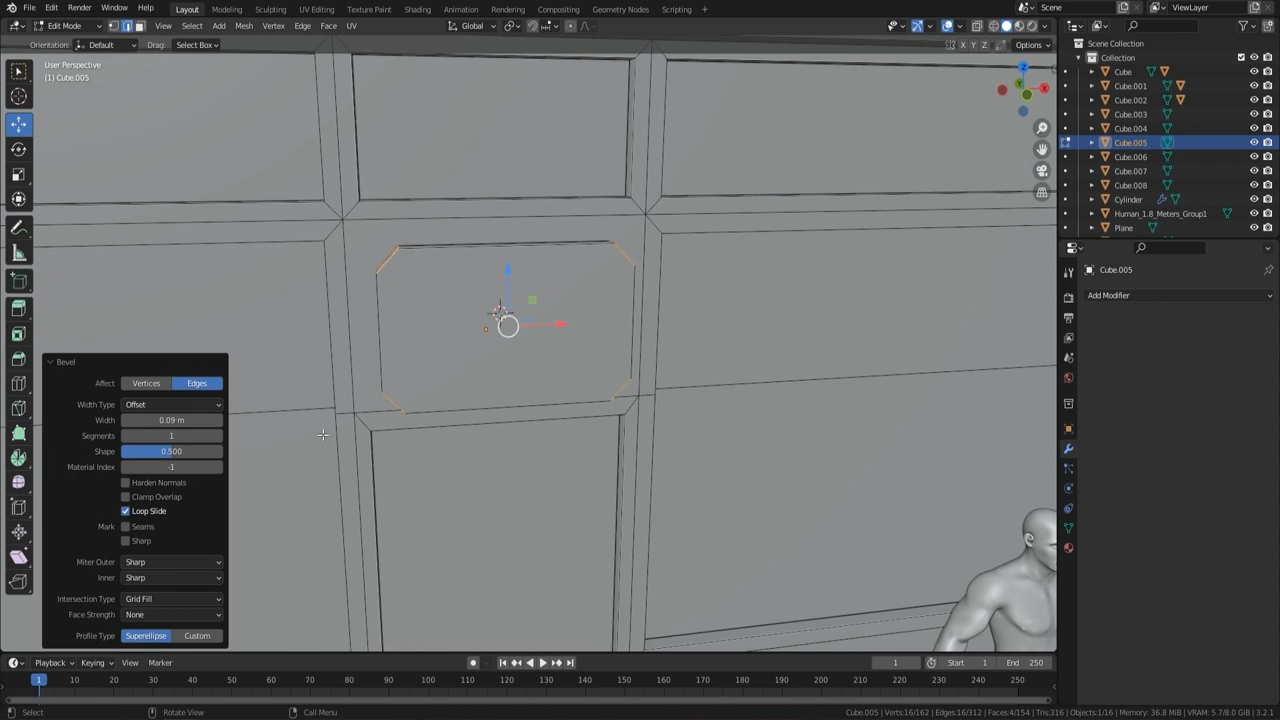 File Edit Render Window Help Layout Modeling Sculpting UV Editing Texture Paint Shading Animation Rendering Compositing Geometry Nodes Scripting + Scene ViewLayer
Edit Mode View Select Add Mesh Vertex Edge Face UV Global
Orientation: Default Drag: Select Box X Y Z Options
User Perspective
(1) Cube.005
Z
Y
X
Scene Collection
Collection
Cube
Cube.001
Cube.002
Cube.003
Cube.004
Cube.005
Cube.006
Cube.007
Cube.008
Cylinder
Human_1.8_Meters_Group1
Plane
Cube.005
Add Modifier
Bevel
Affect Vertices Edges
Width Type Offset
Width 0.09 m
Segments 1
Shape 0.500
Material Index -1
Harden Normals
Clamp Overlap
Loop Slide
Mark Seams
Sharp
Miter Outer Sharp
Inner Sharp
Intersection Type Grid Fill
Face Strength None
Profile Type Superellipse Custom
Playback Keying View Marker 1 Start 1 End 250
1 10 20 30 40 50 60 70 80 90 100 110 120 130 140 150 160 170 180 190 200 210 220 230 240 250
Select Rotate View Call Menu Cube.005 | Verts:16/162 | Edges:16/312 | Faces:4/154 | Tris:316 | Objects:1/16 | Memory: 36.8 MiB | VRAM: 5.7/8.0 GiB | 3.2.1